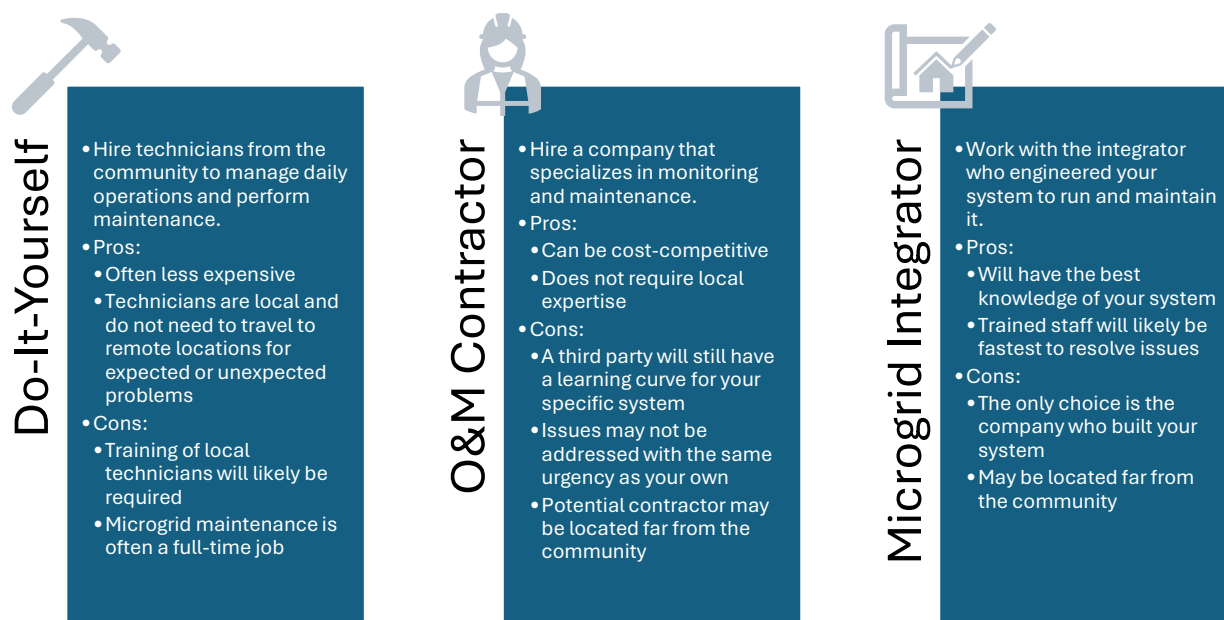 Do-It-Yourself
•Hire technicians from the
community to manage daily
operations and perform
maintenance.
•Pros:
•Often less expensive
•Technicians are local and
do not need to travel to
remote locations for
expected or unexpected
problems
•Cons:
•Training of local
technicians will likely be
required
•Microgrid maintenance is
often a full-time job
O&M Contractor
•Hire a company that
specializes in monitoring
and maintenance.
•Pros:
•Can be cost-competitive
•Does not require local
expertise
•Cons:
•A third party will still have
a learning curve for your
specific system
•Issues may not be
addressed with the same
urgency as your own
•Potential contractor may
be located far from the
community
Microgrid Integrator
•Work with the integrator
who engineered your
system to run and maintain
it.
•Pros:
•Will have the best
knowledge of your system
•Trained staff will likely be
fastest to resolve issues
•Cons:
•The only choice is the
company who built your
system
•May be located far from
the community